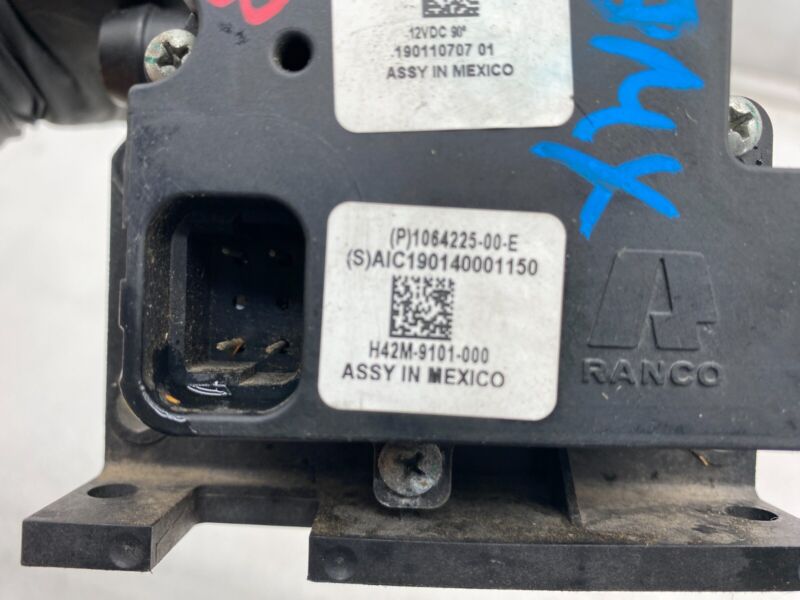 12VDC 90°
190110707 01
ASSY IN MEXICO
(P)1064225-00-E
(S)AIC190140001150
H42M-9101-000
ASSY IN MEXICO
RANCO